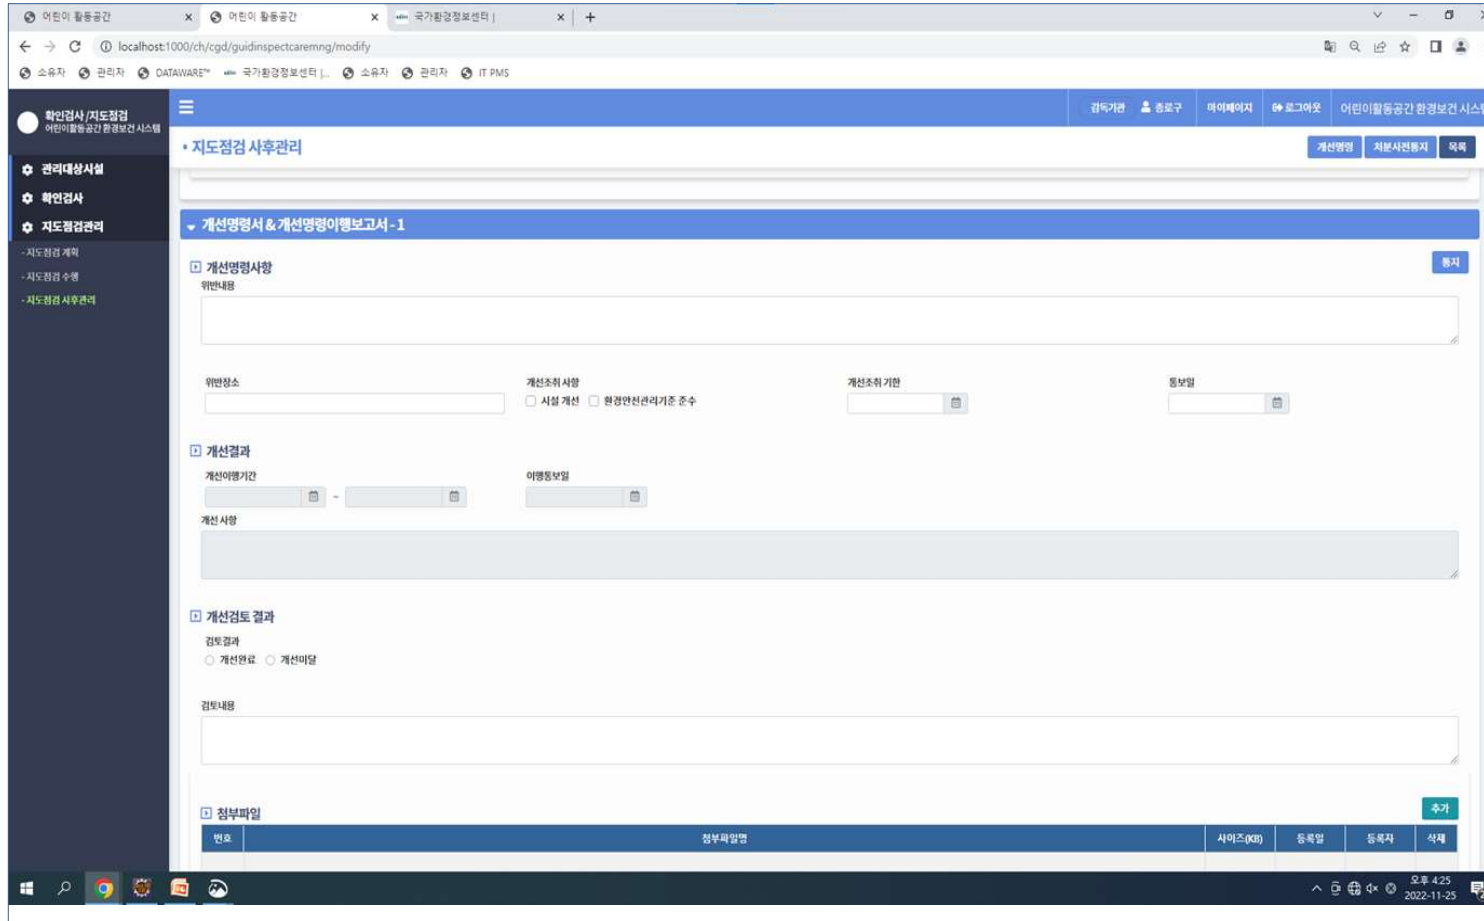 어린이 활동공간
어린이 활동공간
국가환경정보센터 |
localhost:1000/ch/cgd/guidinspectcaremng/modify
소유자 관리자 DATAWARE™ 국가환경정보센터 |... 소유자 관리자 IT PMS
확인검사/지도점검
어린이활동공간 환경보건 시스템
감독기관 종로구 마이페이지 로그아웃 어린이활동공간 환경보건 시스템
지도점검 사후관리
개선명령 처분사전통지 목록
관리대상시설
확인검사
지도점검관리
- 지도점검 계획
- 지도점검 수행
- 지도점검 사후관리
개선명령서 & 개선명령이행보고서 - 1
개선명령사항 통지
위반내용
위반장소 개선조취 사항 개선조취 기한 통보일
시설 개선 환경안전관리기준 준수
개선결과
개선이행기간 이행통보일
~
개선 사항
개선검토 결과
검토결과
개선완료 개선미달
검토내용
첨부파일 추가
번호 첨부파일명 사이즈(KB) 등록일 등록자 삭제
오후 4:25
2022-11-25